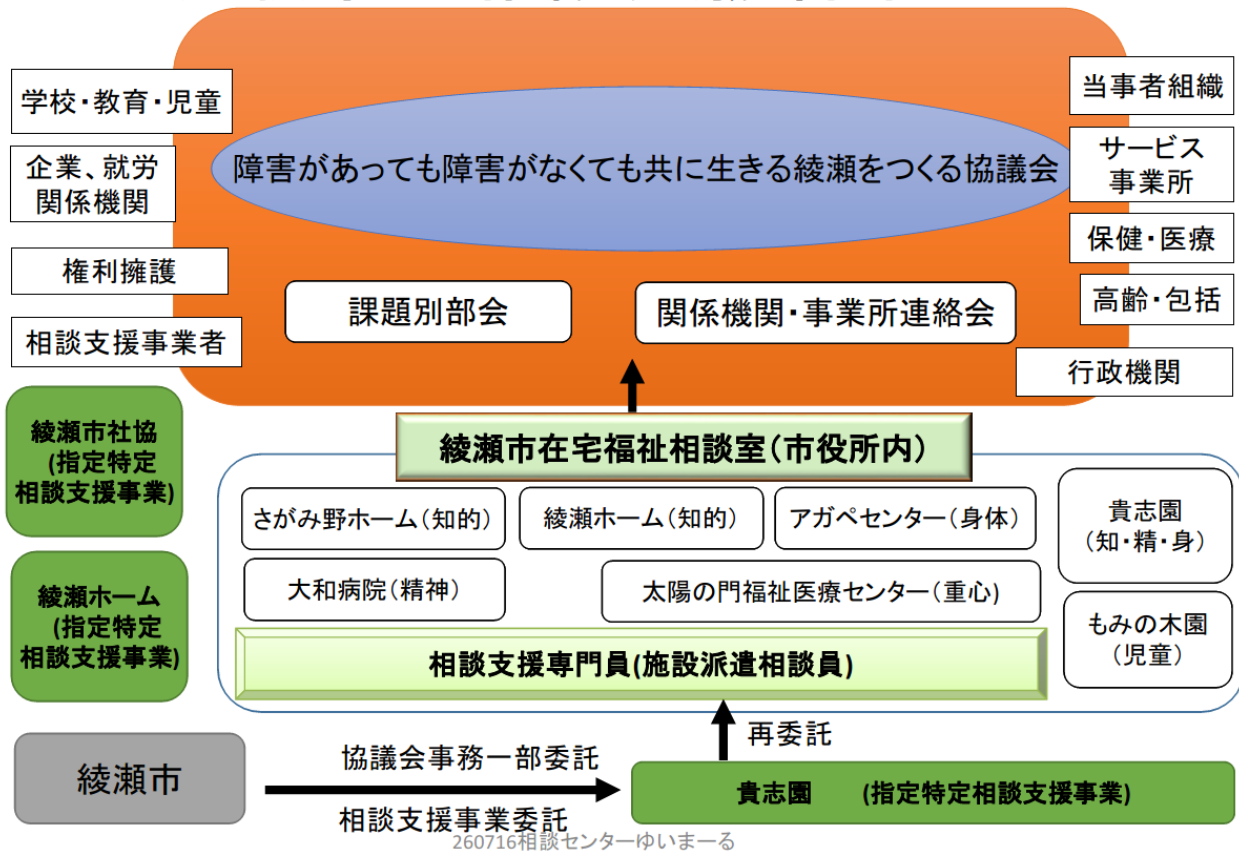 学校・教育・児童
企業、就労
関係機関
権利擁護
相談支援事業者
障害があっても障害がなくても共に生きる綾瀬をつくる協議会
課題別部会
関係機関・事業所連絡会
当事者組織
サービス
事業所
保健・医療
高齢・包括
行政機関
綾瀬市社協
(指定特定
相談支援事業)
綾瀬ホーム
(指定特定
相談支援事業)
綾瀬市在宅福祉相談室(市役所内)
さがみ野ホーム(知的)
綾瀬ホーム(知的)
アガペセンター(身体)
大和病院(精神)
太陽の門福祉医療センター(重心)
貴志園
(知・精・身)
もみの木園
(児童)
相談支援専門員(施設派遣相談員)
再委託
綾瀬市
協議会事務一部委託
相談支援事業委託
貴志園 (指定特定相談支援事業)
260716相談センターゆいまーる